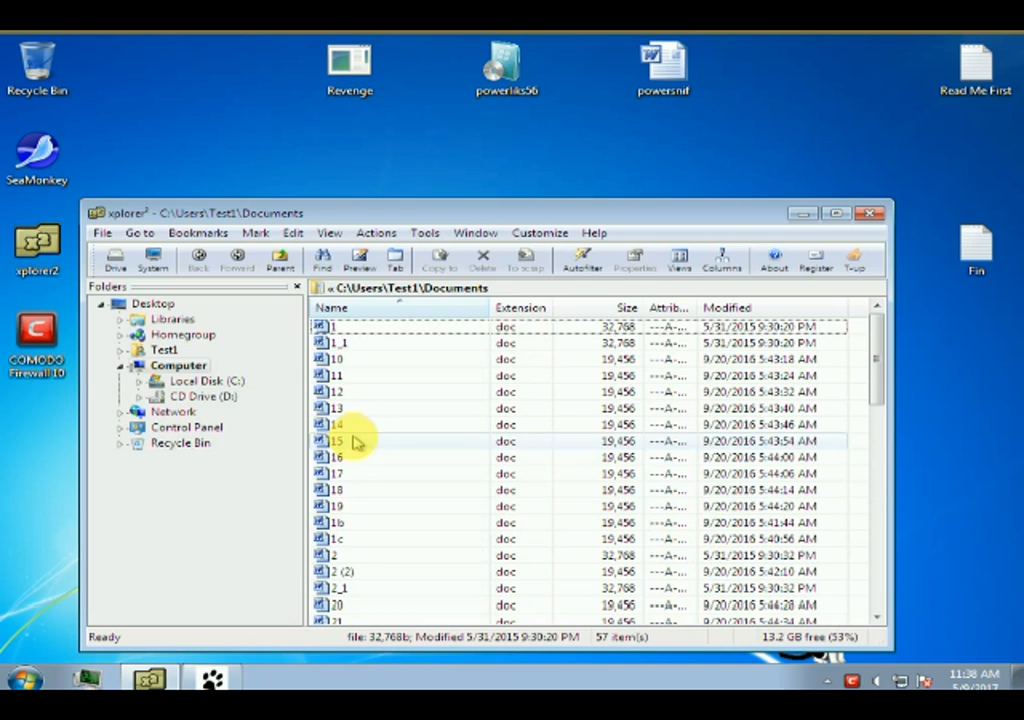 Recycle Bin
Revenge
powerliks56
powersnif
Read Me First
SeaMonkey
xplorer2
Fin
COMODO
Firewall 10
xplorer² - C:\Users\Test1\Documents
File Go to Bookmarks Mark Edit View Actions Tools Window Customize Help
Drive System Back Forward Parent Find Preview Tab Copy to Delete To scrap Autofilter Properties Views Columns About Register T-up
Folders
« C:\Users\Test1\Documents
Desktop
Libraries
Homegroup
Test1
Computer
Local Disk (C:)
CD Drive (D:)
Network
Control Panel
Recycle Bin
Name Extension Size Attrib... Modified
1 doc 32,768 ---A-... 5/31/2015 9:30:20 PM
1_1 doc 32,768 ---A-... 5/31/2015 9:30:20 PM
10 doc 19,456 ---A-... 9/20/2016 5:43:18 AM
11 doc 19,456 ---A-... 9/20/2016 5:43:24 AM
12 doc 19,456 ---A-... 9/20/2016 5:43:32 AM
13 doc 19,456 ---A-... 9/20/2016 5:43:40 AM
14 doc 19,456 ---A-... 9/20/2016 5:43:46 AM
15 doc 19,456 ---A-... 9/20/2016 5:43:54 AM
16 doc 19,456 ---A-... 9/20/2016 5:44:00 AM
17 doc 19,456 ---A-... 9/20/2016 5:44:06 AM
18 doc 19,456 ---A-... 9/20/2016 5:44:14 AM
19 doc 19,456 ---A-... 9/20/2016 5:44:20 AM
1b doc 19,456 ---A-... 9/20/2016 5:41:44 AM
1c doc 19,456 ---A-... 9/20/2016 5:40:56 AM
2 doc 32,768 ---A-... 5/31/2015 9:30:32 PM
2 (2) doc 19,456 ---A-... 9/20/2016 5:42:10 AM
2_1 doc 32,768 ---A-... 5/31/2015 9:30:32 PM
20 doc 19,456 ---A-... 9/20/2016 5:44:28 AM
21 doc 19,456 ---A-... 9/20/2016 5:44:34 AM
Ready file: 32,768b; Modified 5/31/2015 9:30:20 PM 57 item(s) 13.2 GB free (53%)
11:38 AM
5/9/2017